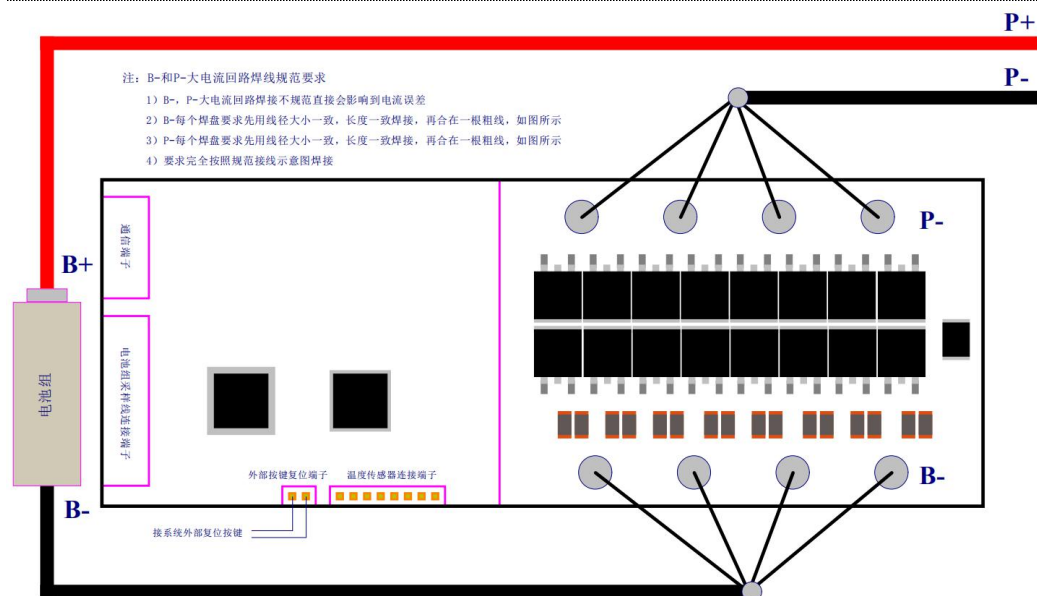 P+
P-
注：B-和P-大电流回路焊线规范要求
1）B-，P-大电流回路焊接不规范直接会影响到电流误差
2）B-每个焊盘要求先用线径大小一致，长度一致焊接，再合在一根粗线，如图所示
3）P-每个焊盘要求先用线径大小一致，长度一致焊接，再合在一根粗线，如图所示
4）要求完全按照规范接线示意图焊接
通信端子
P-
B+
电池组采样线连接端子
电池组
外部按键复位端子
温度传感器连接端子
B-
B-
接系统外部复位按键